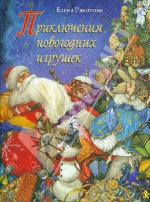 Елена Ракитина
Приключения
новогодних
игрушек